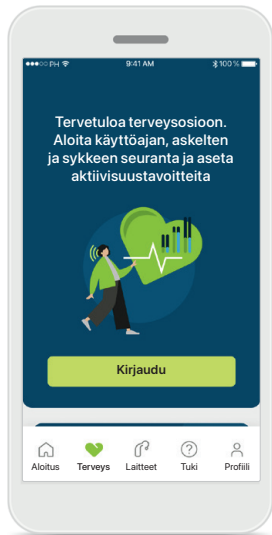 PH 9:41 AM 100 %
Tervetuloa terveysosioon.
Aloita käyttöajan, askelten
ja sykkeen seuranta ja aseta
aktiivisuustavoitteita
Kirjaudu
Aloitus Terveys Laitteet Tuki Profiili